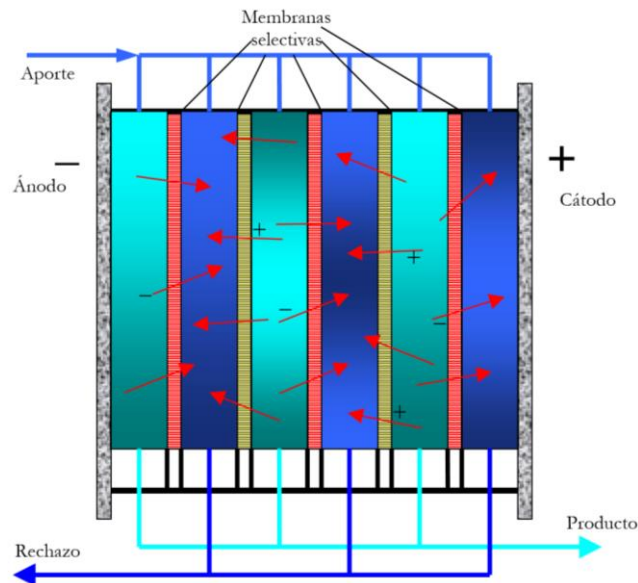 Membranas
selectivas
Aporte
−
+
Ánodo
Cátodo
+
+
−
−
−
+
Producto
Rechazo